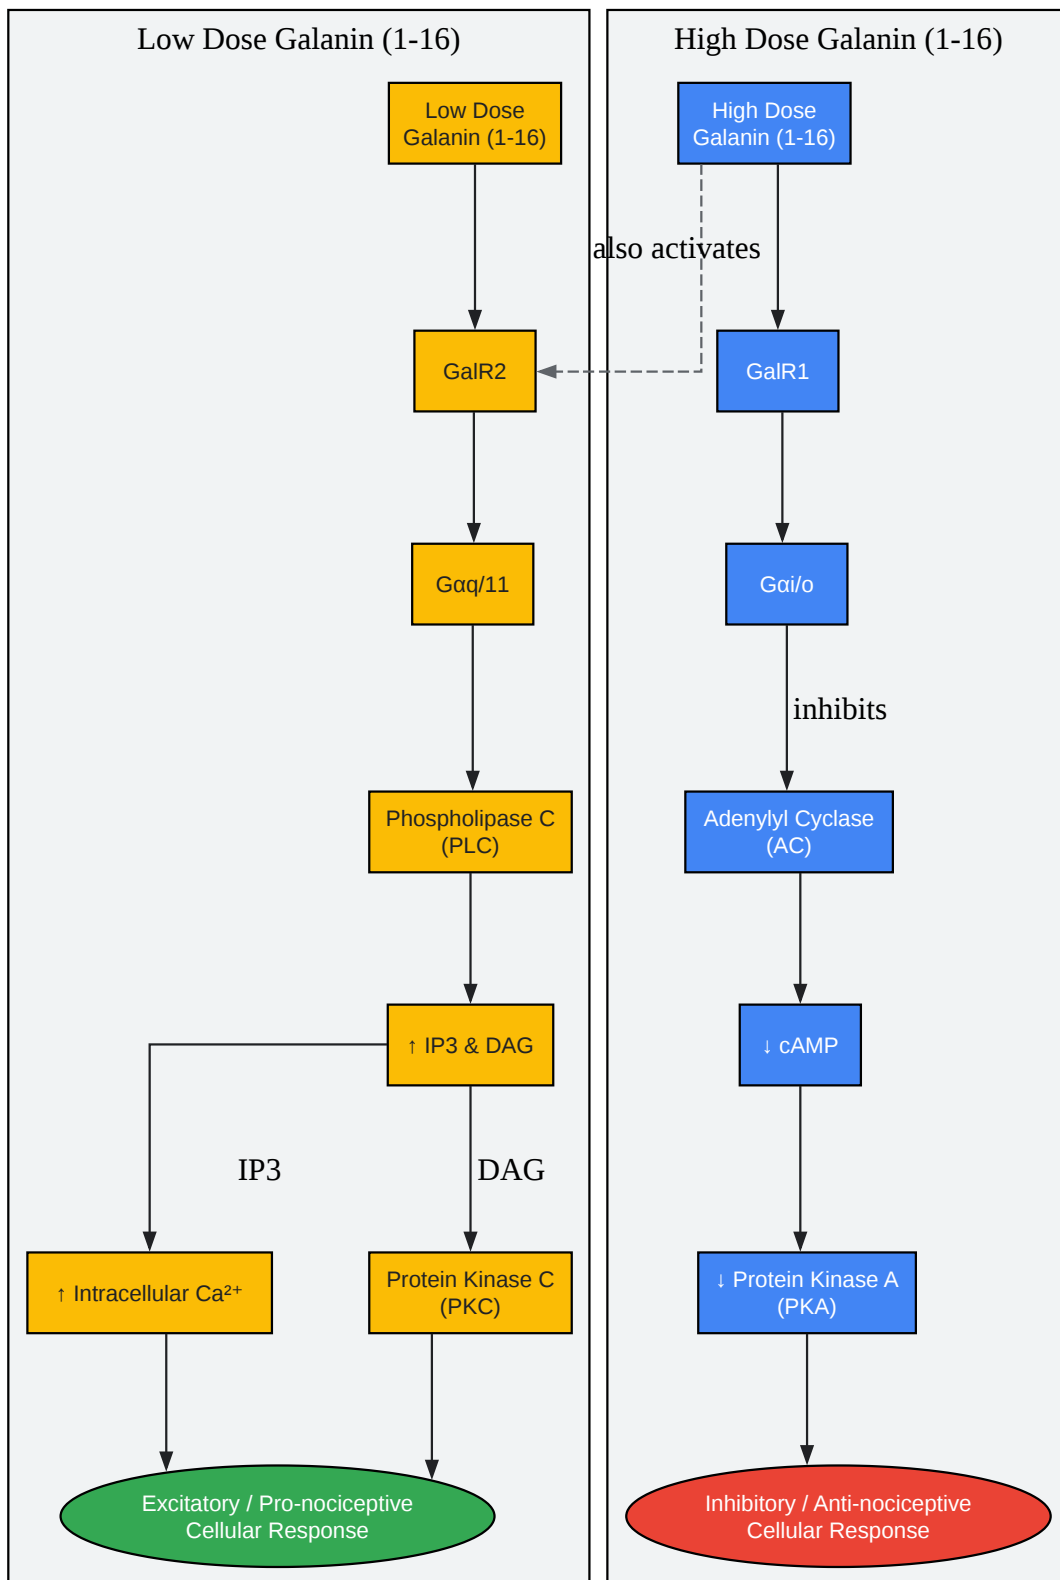 Low Dose Galanin (1-16)
Low Dose
Galanin (1-16)
GalR2
Gαq/11
Phospholipase C
(PLC)
↑ IP3 & DAG
IP3
DAG
↑ Intracellular Ca²⁺
Protein Kinase C
(PKC)
Excitatory / Pro-nociceptive
Cellular Response
High Dose Galanin (1-16)
High Dose
Galanin (1-16)
also activates
GalR1
Gαi/o
inhibits
Adenylyl Cyclase
(AC)
↓ cAMP
↓ Protein Kinase A
(PKA)
Inhibitory / Anti-nociceptive
Cellular Response